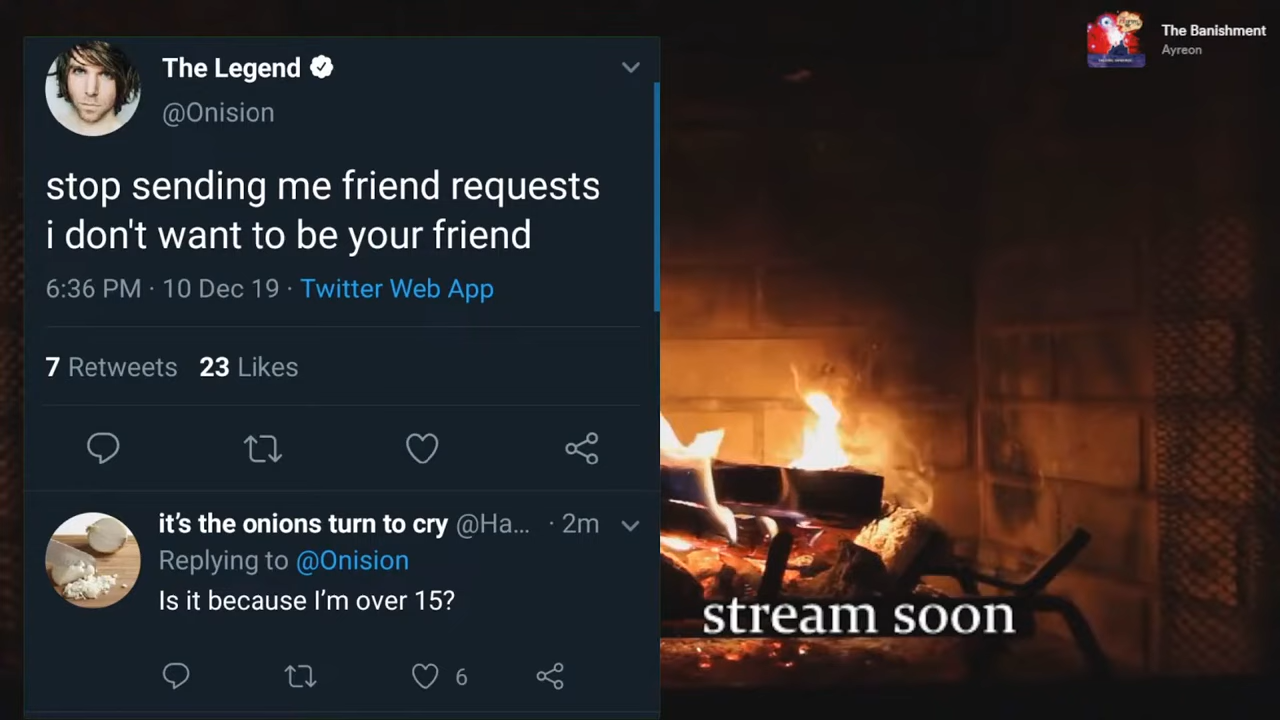 The Legend
@Onision
stop sending me friend requests
i don't want to be your friend
6:36 PM · 10 Dec 19 · Twitter Web App
7 Retweets 23 Likes
it's the onions turn to cry @Ha... · 2m
Replying to @Onision
Is it because I'm over 15?
6
The Banishment
Ayreon
stream soon